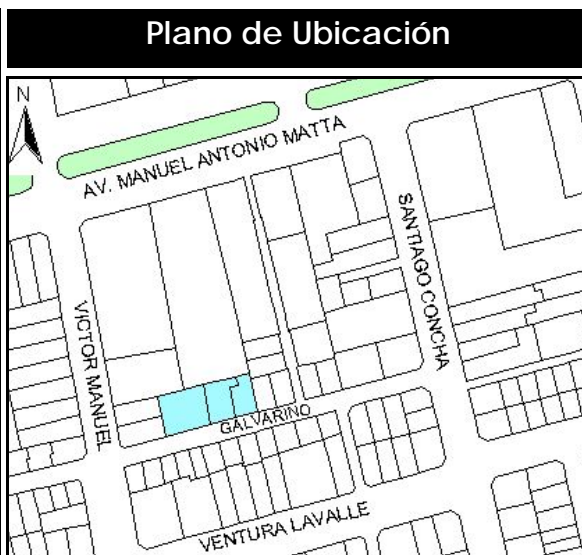 Plano de Ubicación
N
AV. MANUEL ANTONIO MATTA
SANTIAGO CONCHA
VICTOR MANUEL
GALVARINO
VENTURA LAVALLE